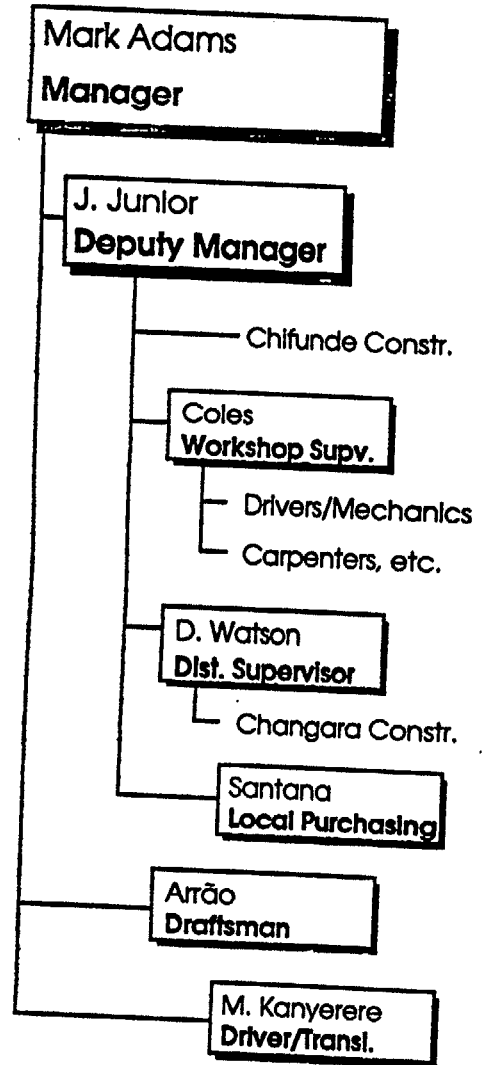 Mark Adams
Manager
J. Junior
Deputy Manager
Chifunde Constr.
Coles
Workshop Supv.
Drivers/Mechanics
Carpenters, etc.
D. Watson
Dist. Supervisor
Changara Constr.
Santana
Local Purchasing
Arrão
Draftsman
M. Kanyerere
Driver/Transl.